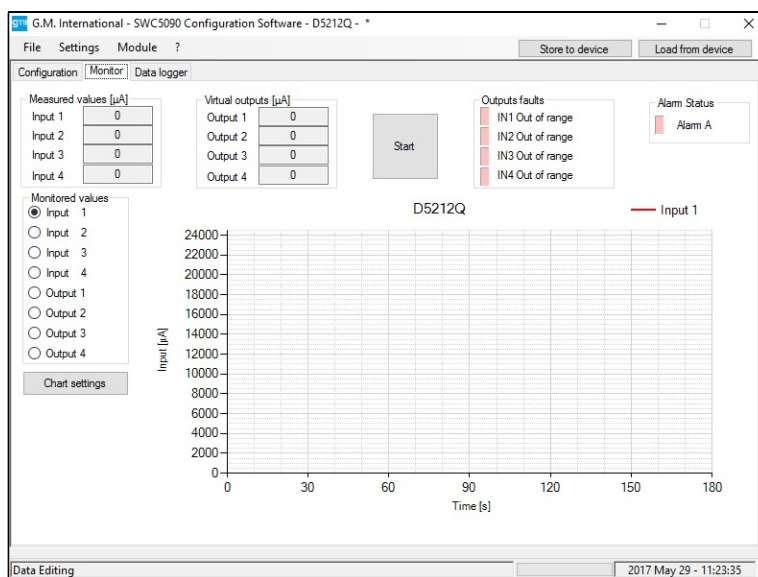 gmi G.M. International - SWC5090 Configuration Software - D5212Q - *
File Settings Module ? Store to device Load from device
Configuration Monitor Data logger
Measured values [µA]
Input 1 0
Input 2 0
Input 3 0
Input 4 0
Virtual outputs [µA]
Output 1 0
Output 2 0
Output 3 0
Output 4 0
Start
Outputs faults
IN1 Out of range
IN2 Out of range
IN3 Out of range
IN4 Out of range
Alarm Status
Alarm A
Monitored values
Input 1
Input 2
Input 3
Input 4
Output 1
Output 2
Output 3
Output 4
Chart settings
D5212Q
Input 1
24000
22000
20000
18000
16000
14000
12000
10000
8000
6000
4000
2000
0
Input [µA]
0 30 60 90 120 150 180
Time [s]
Data Editing 2017 May 29 - 11:23:35